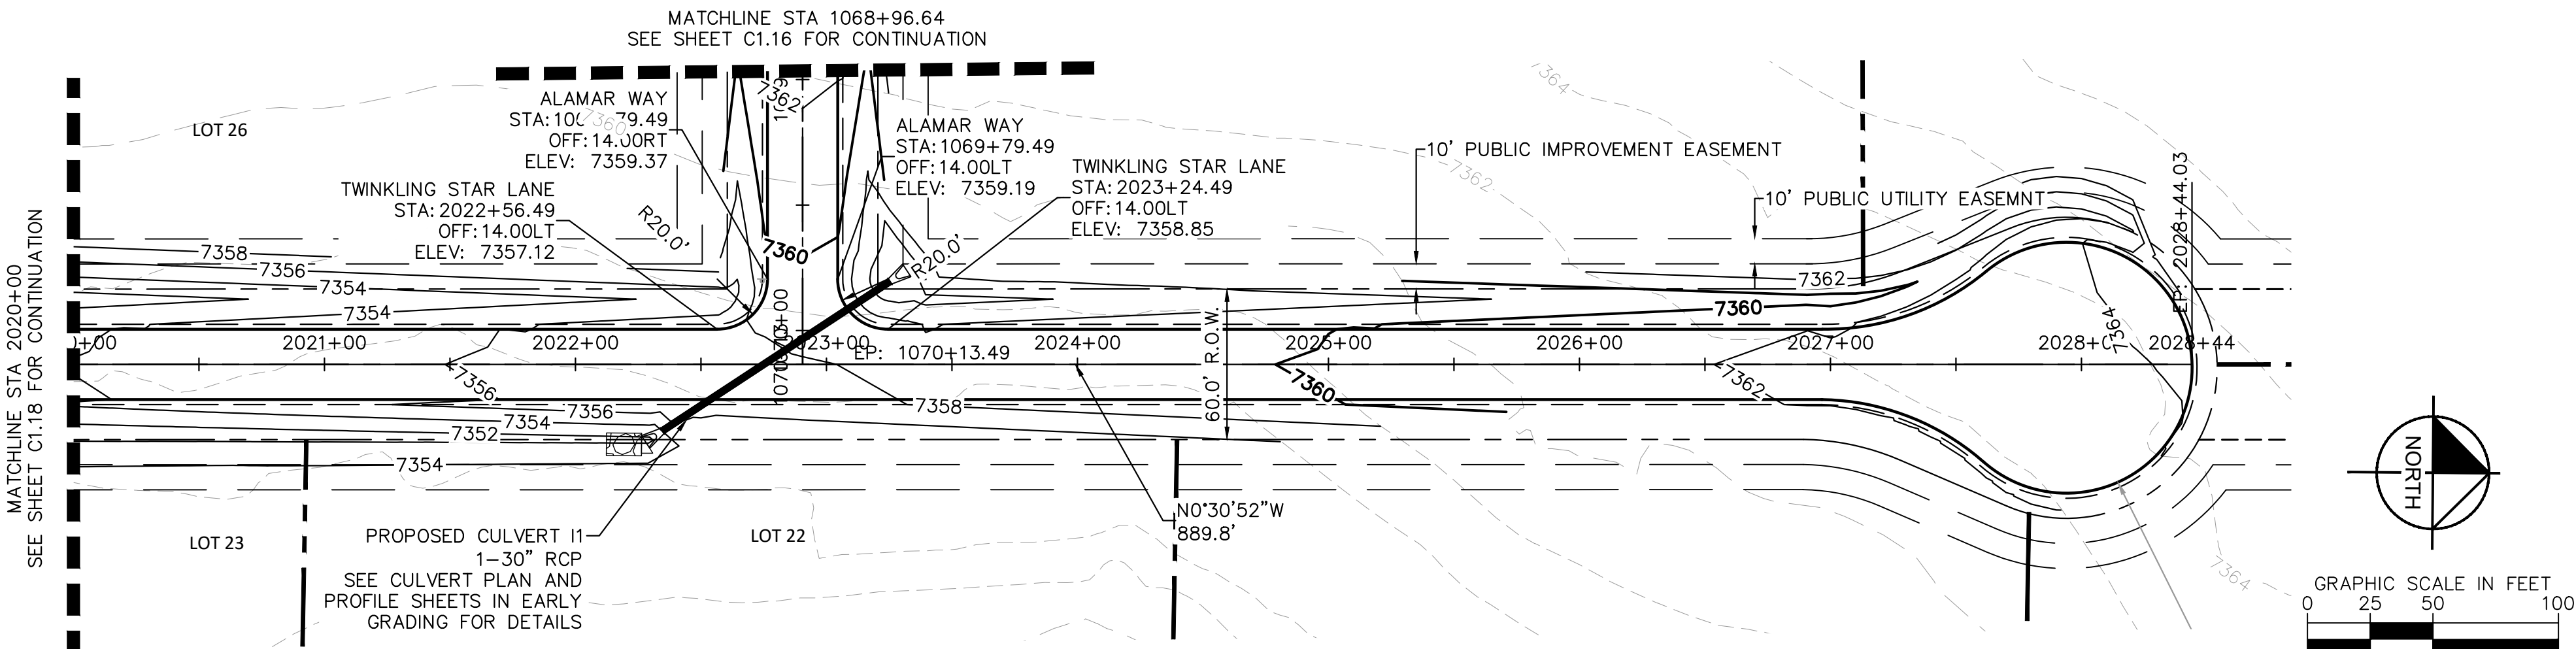 MATCHLINE STA 1068+96.64
SEE SHEET C1.16 FOR CONTINUATION
MATCHLINE STA 2020+00
SEE SHEET C1.18 FOR CONTINUATION
LOT 26
ALAMAR WAY
79.49
OFF:14.00RT
ELEV: 7359.37
7360
7362
ALAMAR WAY
STA:1069+79.49
OFF:14.00LT
ELEV: 7359.19
TWINKLING STAR LANE
STA:2022+56.49
OFF:14.00LT
ELEV: 7357.12
TWINKLING STAR LANE
STA:2023+24.49
OFF:14.00LT
ELEV: 7358.85
R20.0'
R20.0'
7360
7364
7362
10' PUBLIC IMPROVEMENT EASEMENT
10' PUBLIC UTILITY EASEMNT
EP: 2028+44.03
7358
7356
7354
7354
7362
7360
7364
+00
2021+00
2022+00
EP: 1070+13.49
2024+00
2025+00
2026+00
2027+00
2028+44
60.0' R.O.W.
7356
7356
7354
7352
7354
7358
7360
7362
N0°30'52"W
889.8'
LOT 23
LOT 22
PROPOSED CULVERT I1
1-30" RCP
SEE CULVERT PLAN AND
PROFILE SHEETS IN EARLY
GRADING FOR DETAILS
7364
NORTH
GRAPHIC SCALE IN FEET
0 25 50 100